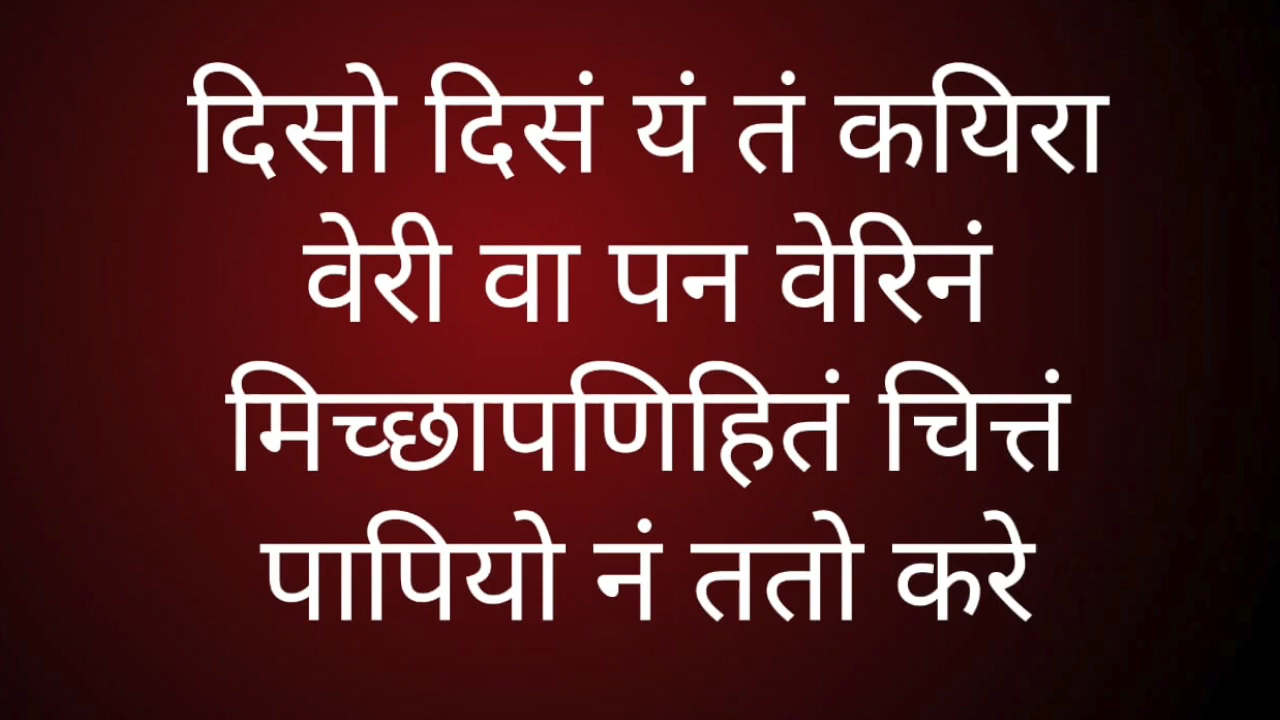 दिसो दिसं यं तं कयिरा
वेरी वा पन वेरिनं
मिच्छापणिहितं चित्तं
पापियो नं ततो करे